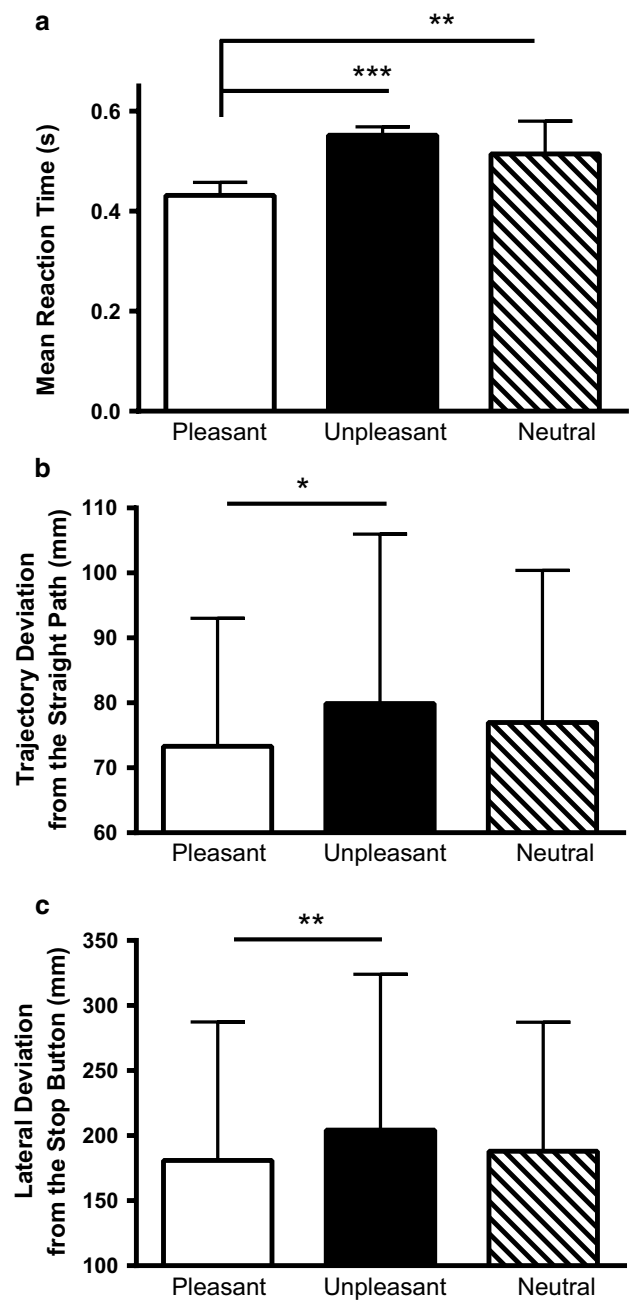 a
**
***
Mean Reaction Time (s)
0.6
0.4
0.2
0.0
Pleasant Unpleasant Neutral
b
*
Trajectory Deviation
from the Straight Path (mm)
110
100
90
80
70
60
Pleasant Unpleasant Neutral
c
**
Lateral Deviation
from the Stop Button (mm)
350
300
250
200
150
100
Pleasant Unpleasant Neutral